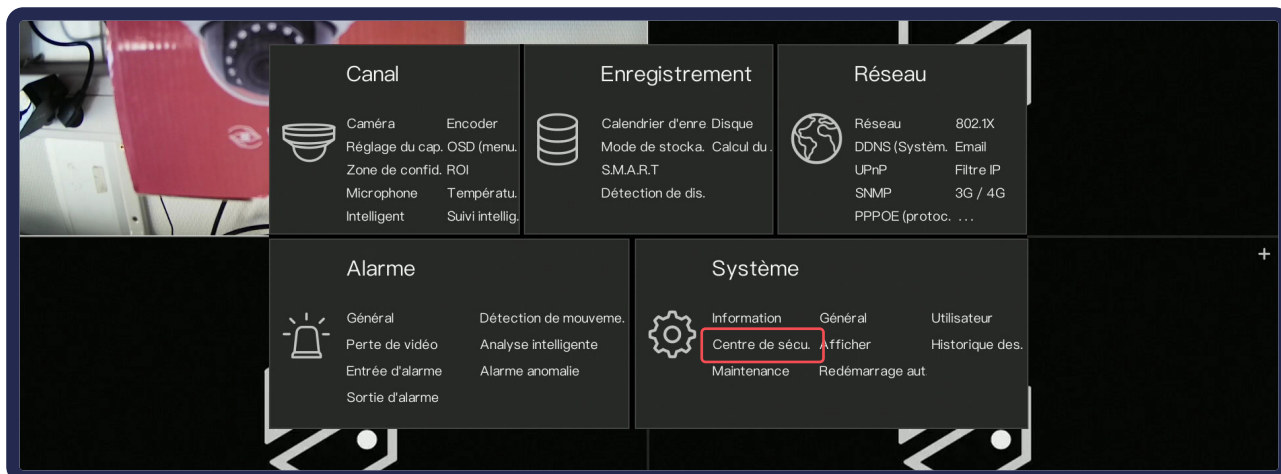 Canal
Caméra Encoder
Réglage du cap. OSD (menu.
Zone de confid. ROI
Microphone Températu.
Intelligent Suivi intellig.
Enregistrement
Calendrier d'enre Disque
Mode de stocka. Calcul du .
S.M.A.R.T
Détection de dis.
Réseau
Réseau 802.1X
DDNS (Systèm. Email
UPnP Filtre IP
SNMP 3G / 4G
PPPOE (protoc. ...
Alarme
Général Détection de mouveme.
Perte de vidéo Analyse intelligente
Entrée d'alarme Alarme anomalie
Sortie d'alarme
Système
Information Général Utilisateur
Centre de sécu. Afficher Historique des.
Maintenance Redémarrage aut